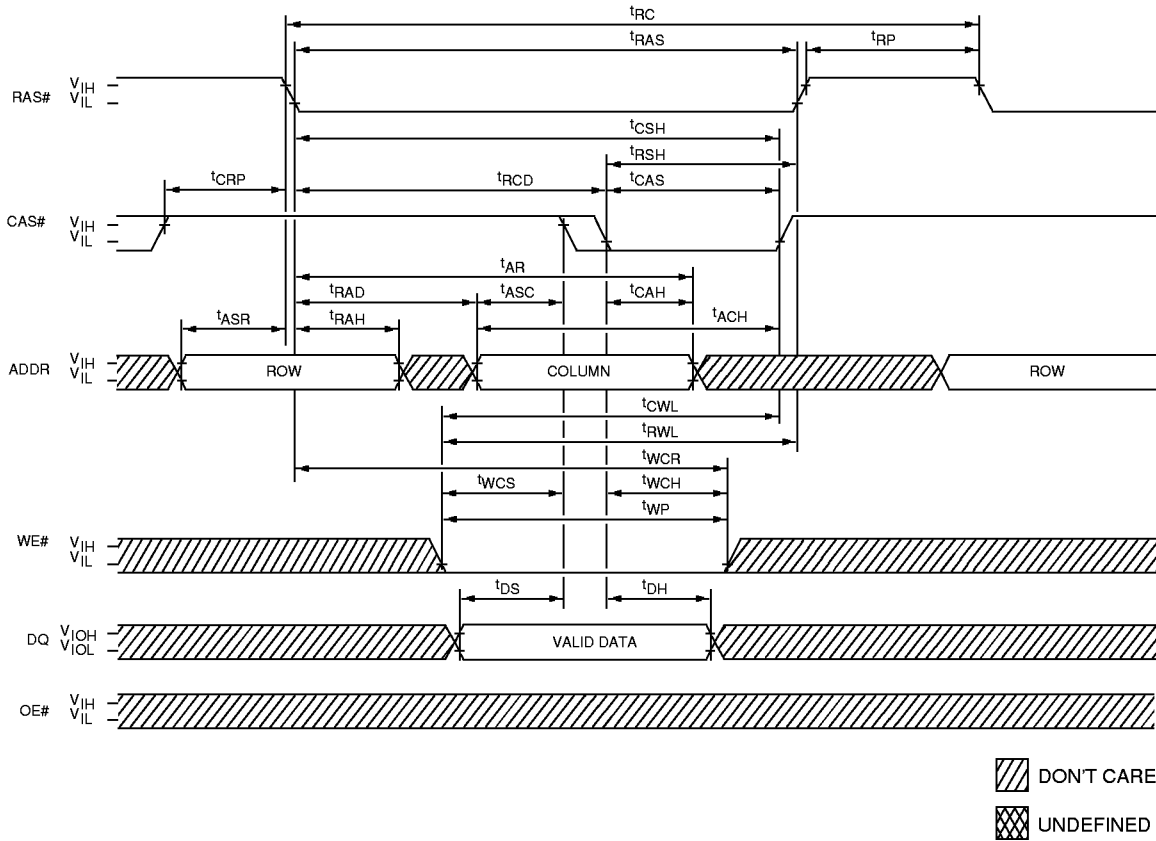 tRC
tRAS
tRP
RAS# VIH
VIL
tCSH
tRSH
tCRP tRCD tCAS
CAS# VIH
VIL
tAR
tRAD tASC tCAH
tASR tRAH tACH
ADDR VIH
VIL
ROW COLUMN ROW
tCWL
tRWL
tWCR
tWCS tWCH
tWP
WE# VIH
VIL
tDS tDH
DQ VIOH
VIOL
VALID DATA
OE# VIH
VIL
DON'T CARE
UNDEFINED